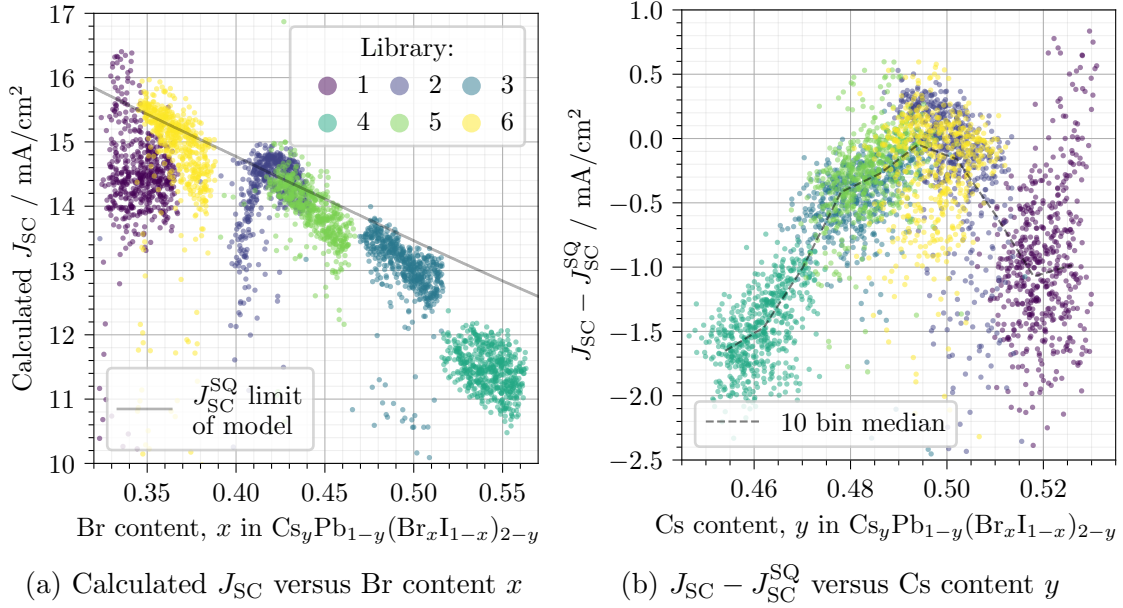 17
16
15
14
13
12
11
10
Calculated J_SC / mA/cm²
Library:
1 2 3
4 5 6
J_SC^SQ limit
of model
0.35 0.40 0.45 0.50 0.55
Br content, x in Cs_yPb_{1−y}(Br_xI_{1−x})_{2−y}
(a) Calculated J_SC versus Br content x
1.0
0.5
0.0
−0.5
−1.0
−1.5
−2.0
−2.5
J_SC − J_SC^SQ / mA/cm²
10 bin median
0.46 0.48 0.50 0.52
Cs content, y in Cs_yPb_{1−y}(Br_xI_{1−x})_{2−y}
(b) J_SC − J_SC^SQ versus Cs content y